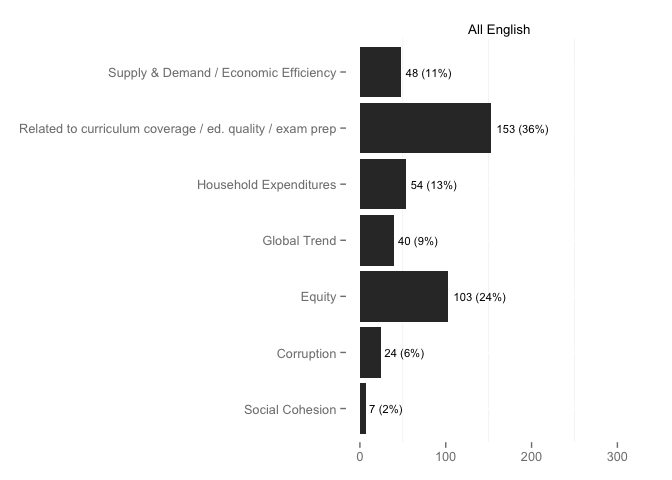 All English
Supply & Demand / Economic Efficiency 48 (11%)
Related to curriculum coverage / ed. quality / exam prep 153 (36%)
Household Expenditures 54 (13%)
Global Trend 40 (9%)
Equity 103 (24%)
Corruption 24 (6%)
Social Cohesion 7 (2%)
0 100 200 300